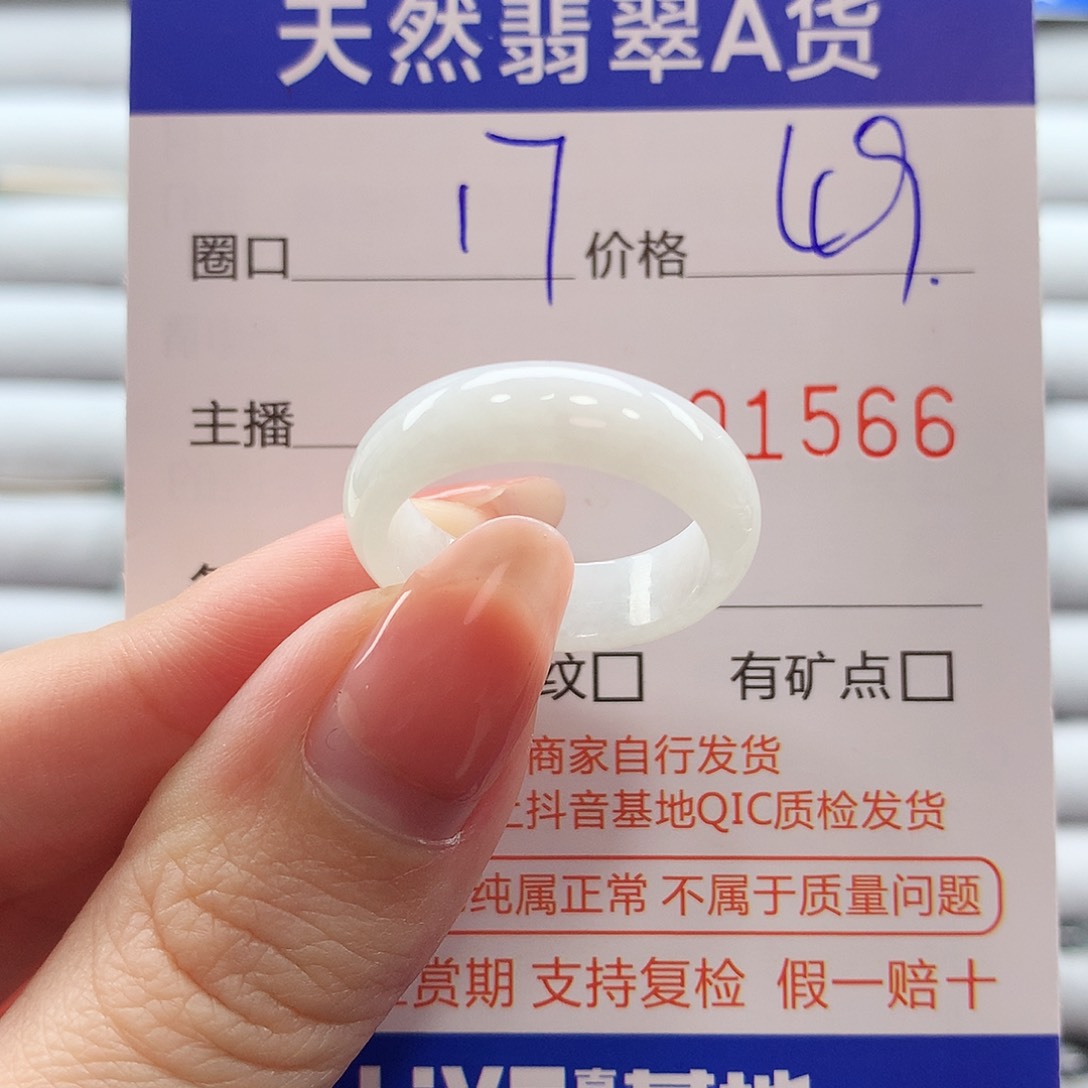 天然翡翠A货
圈口 17 价格 69.
主播 01566
纹□ 有矿点□
商家自行发货
上抖音基地QIC质检发货
纯属正常 不属于质量问题
赏期 支持复检 假一赔十